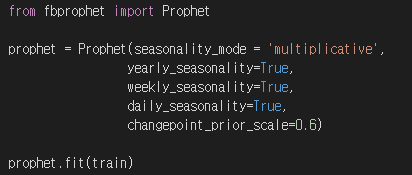 from fbprophet import Prophet
prophet = Prophet(seasonality_mode = 'multiplicative',
yearly_seasonality=True,
weekly_seasonality=True,
daily_seasonality=True,
changepoint_prior_scale=0.6)
prophet.fit(train)